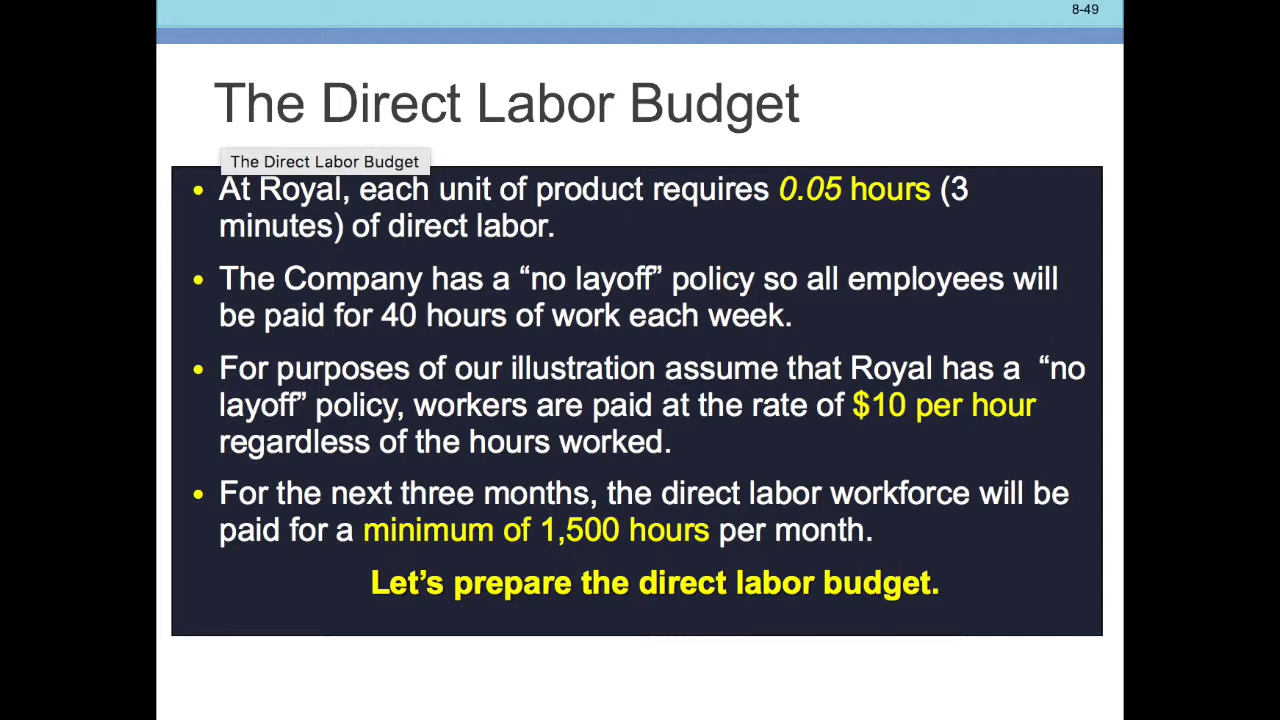 8-49
The Direct Labor Budget
The Direct Labor Budget
• At Royal, each unit of product requires 0.05 hours (3
minutes) of direct labor.
• The Company has a “no layoff” policy so all employees will
be paid for 40 hours of work each week.
• For purposes of our illustration assume that Royal has a “no
layoff” policy, workers are paid at the rate of $10 per hour
regardless of the hours worked.
• For the next three months, the direct labor workforce will be
paid for a minimum of 1,500 hours per month.
Let’s prepare the direct labor budget.